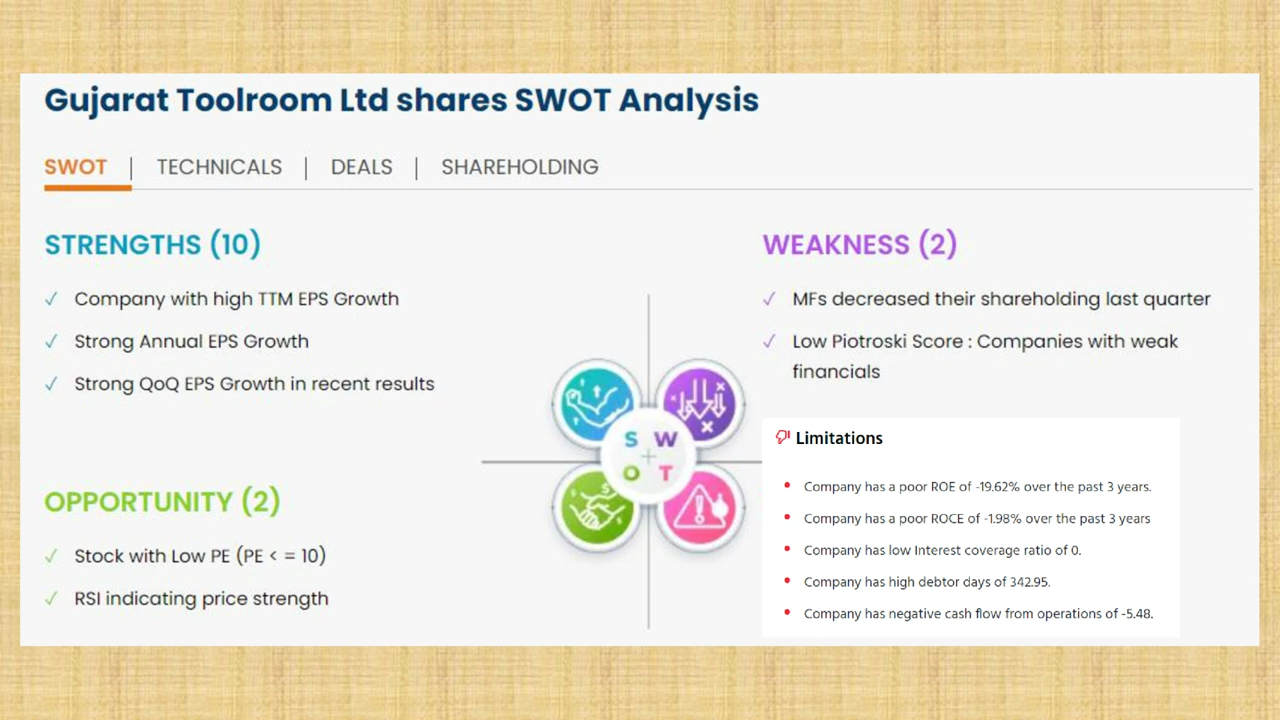 Gujarat Toolroom Ltd shares SWOT Analysis
SWOT | TECHNICALS | DEALS | SHAREHOLDING
STRENGTHS (10)
✓ Company with high TTM EPS Growth
✓ Strong Annual EPS Growth
✓ Strong QoQ EPS Growth in recent results
WEAKNESS (2)
✓ MFs decreased their shareholding last quarter
✓ Low Piotroski Score : Companies with weak
financials
S W
O T
OPPORTUNITY (2)
✓ Stock with Low PE (PE < = 10)
✓ RSI indicating price strength
Limitations
• Company has a poor ROE of -19.62% over the past 3 years.
• Company has a poor ROCE of -1.98% over the past 3 years
• Company has low Interest coverage ratio of 0.
• Company has high debtor days of 342.95.
• Company has negative cash flow from operations of -5.48.